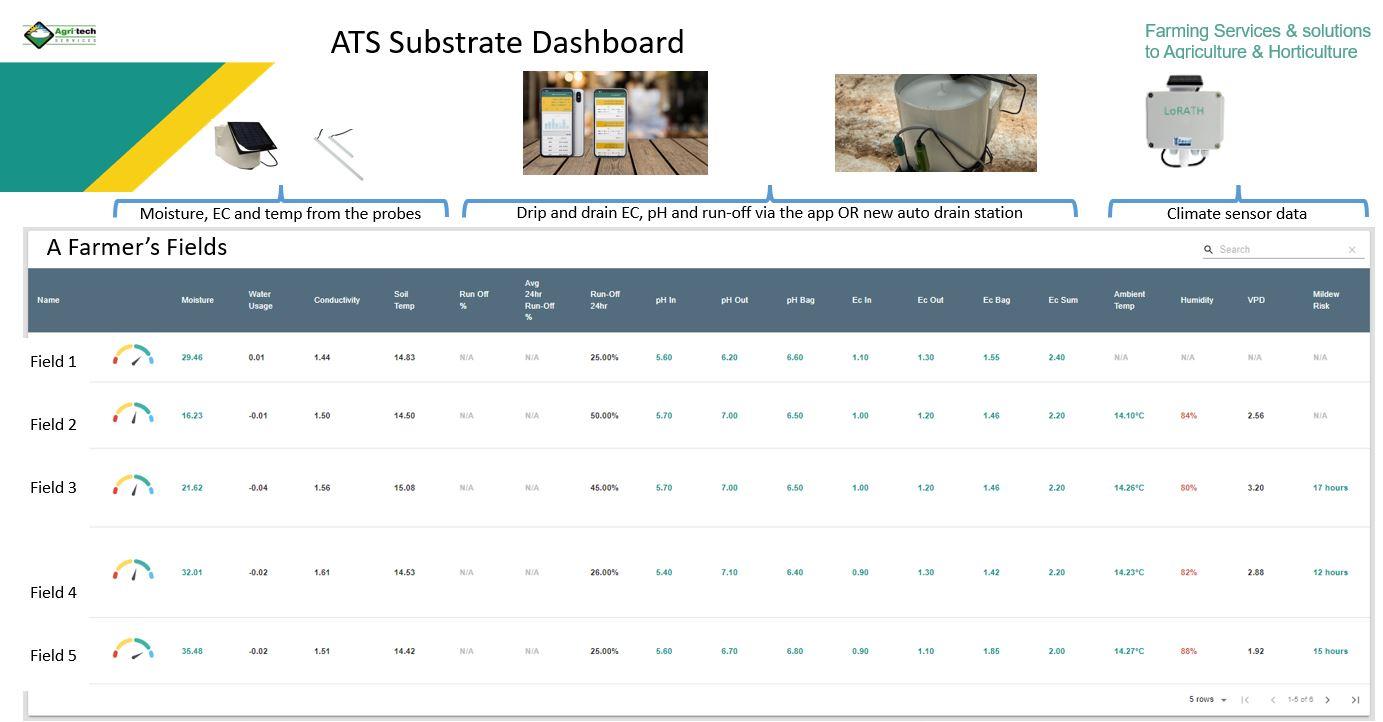 Agri·tech
SERVICES
ATS Substrate Dashboard
Farming Services & solutions
to Agriculture & Horticulture
LoRATH
Moisture, EC and temp from the probes
Drip and drain EC, pH and run-off via the app OR new auto drain station
Climate sensor data
A Farmer's Fields
Search
Name Moisture Water Usage Conductivity Soil Temp Run Off % Avg 24hr Run-Off % Run-Off 24hr pH In pH Out pH Bag Ec In Ec Out Ec Bag Ec Sum Ambient Temp Humidity VPD Mildew Risk
Field 1 29.46 0.01 1.44 14.83 N/A N/A 25.00% 5.60 6.20 6.60 1.10 1.30 1.55 2.40 N/A N/A N/A N/A
Field 2 16.23 -0.01 1.50 14.50 N/A N/A 50.00% 5.70 7.00 6.50 1.00 1.20 1.46 2.20 14.10°C 84% 2.56 N/A
Field 3 21.62 -0.04 1.56 15.08 N/A N/A 45.00% 5.70 7.00 6.50 1.00 1.20 1.46 2.20 14.26°C 80% 3.20 17 hours
Field 4 32.01 -0.02 1.61 14.53 N/A N/A 26.00% 5.40 7.10 6.40 0.90 1.30 1.42 2.20 14.23°C 82% 2.88 12 hours
Field 5 35.48 -0.02 1.51 14.42 N/A N/A 25.00% 5.60 6.70 6.80 0.90 1.10 1.85 2.00 14.27°C 88% 1.92 15 hours
5 rows 1-5 of 6